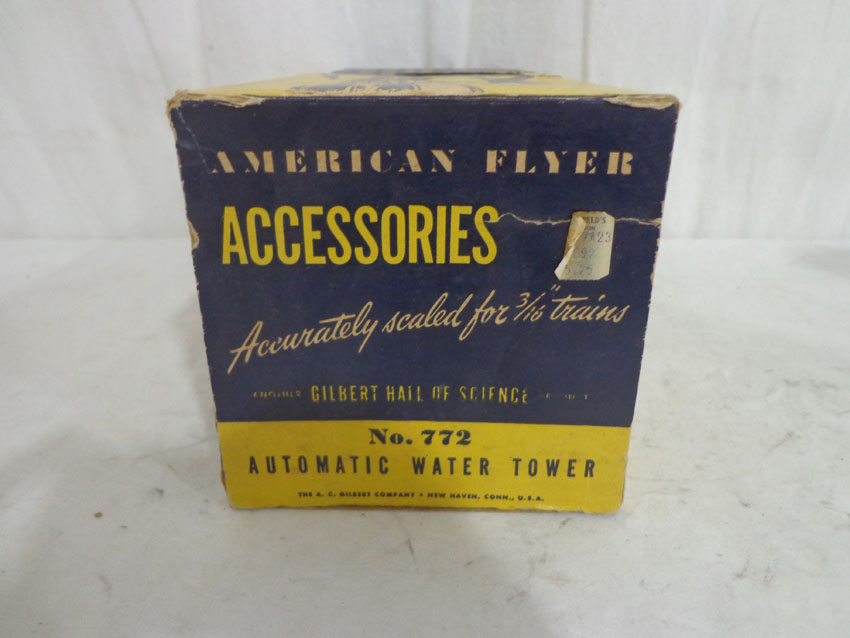 AMERICAN FLYER
ACCESSORIES
Accurately scaled for 3/16" trains
ANOTHER GILBERT HALL OF SCIENCE
No. 772
AUTOMATIC WATER TOWER
THE A. C. GILBERT COMPANY • NEW HAVEN, CONN., U.S.A.